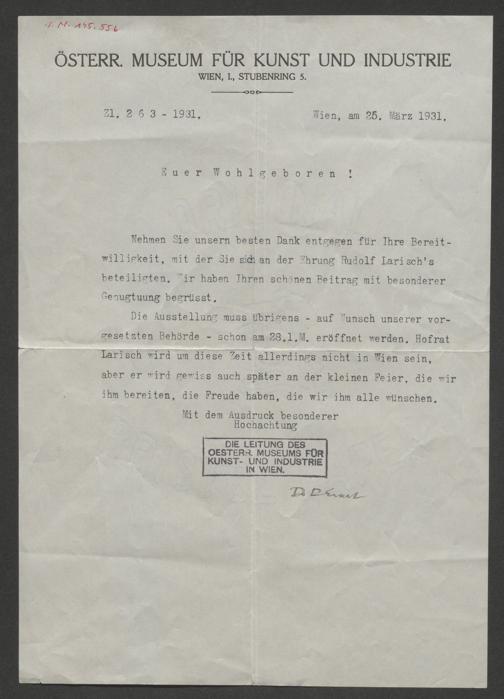 I.N. 145.556
ÖSTERR. MUSEUM FÜR KUNST UND INDUSTRIE
WIEN, I., STUBENRING 5.
Zl. 2 6 3 - 1931.
Wien, am 25. März 1931.
Euer Wohlgeboren !
Nehmen Sie unsern besten Dank entgegen für Ihre Bereit-
willigkeit, mit der Sie sich an der Ehrung Rudolf Larisch's
beteiligten. Wir haben Ihren schönen Beitrag mit besonderer
Genugtuung begrüsst.
Die Ausstellung muss übrigens - auf Wunsch unserer vor-
gesetzten Behörde - schon am 28.l.M. eröffnet werden. Hofrat
Larisch wird um diese Zeit allerdings nicht in Wien sein,
aber er wird gewiss auch später an der kleinen Feier, die wir
ihm bereiten, die Freude haben, die wir ihm alle wünschen.
Mit dem Ausdruck besonderer
Hochachtung
DIE LEITUNG DES
OESTERR. MUSEUMS FÜR
KUNST- UND INDUSTRIE
IN WIEN.